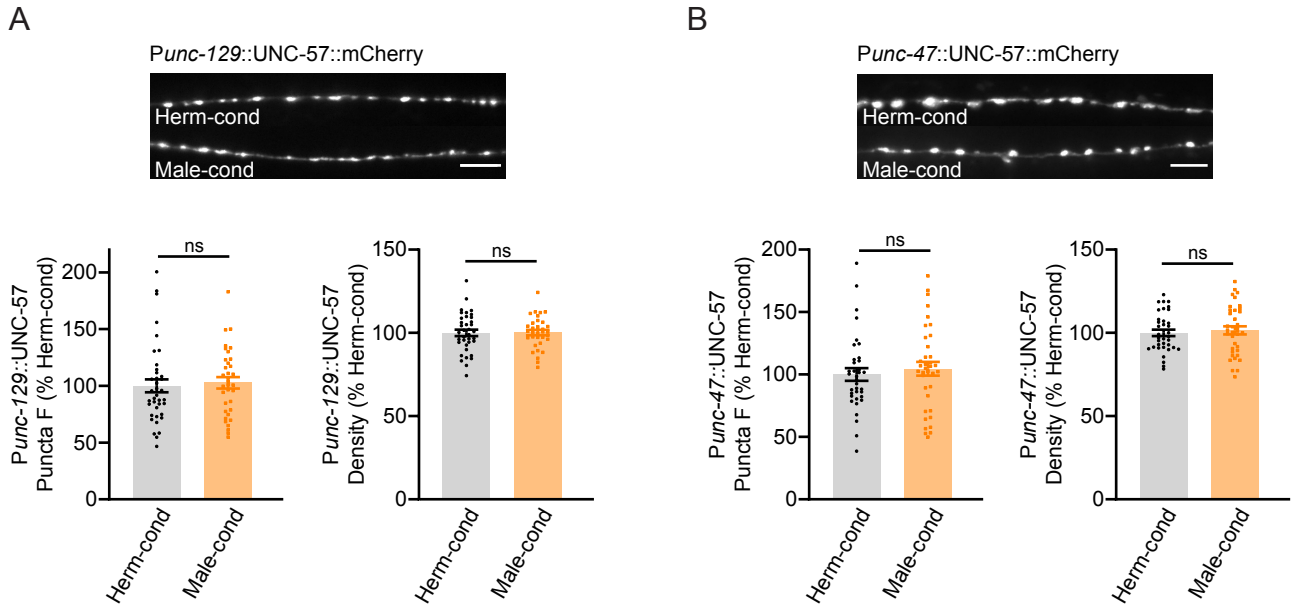 A
Punc-129::UNC-57::mCherry
Herm-cond
Male-cond
Punc-129::UNC-57
Puncta F (% Herm-cond)
200
150
100
50
0
ns
Herm-cond
Male-cond
Punc-129::UNC-57
Density (% Herm-cond)
150
100
50
0
ns
Herm-cond
Male-cond
B
Punc-47::UNC-57::mCherry
Herm-cond
Male-cond
Punc-47::UNC-57
Puncta F (% Herm-cond)
200
150
100
50
0
ns
Herm-cond
Male-cond
Punc-47::UNC-57
Density (% Herm-cond)
150
100
50
0
ns
Herm-cond
Male-cond